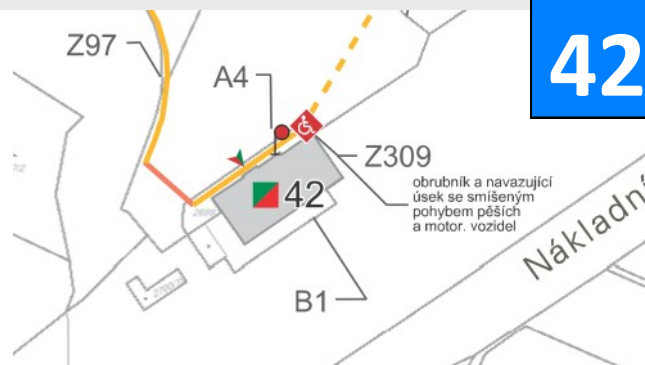 42
Z97
A4
Z309
obrubník a navazující
úsek se smíšeným
pohybem pěších
a motor. vozidel
42
Nákladní
B1